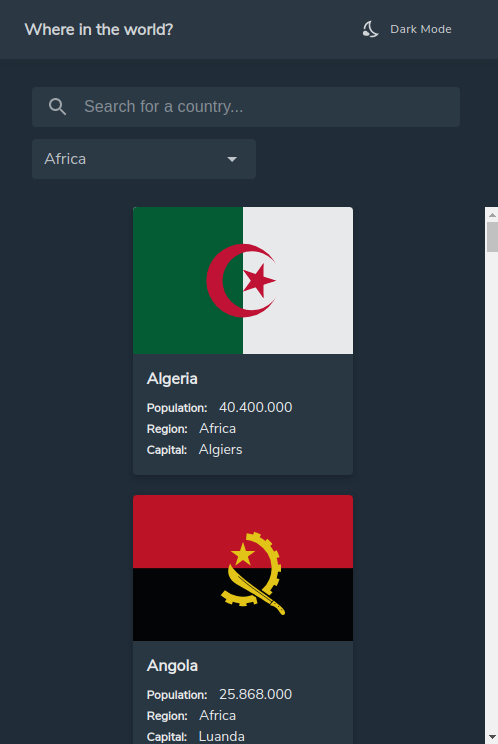 Where in the world?
Dark Mode
Search for a country...
Africa
Algeria
Population: 40.400.000
Region: Africa
Capital: Algiers
Angola
Population: 25.868.000
Region: Africa
Capital: Luanda